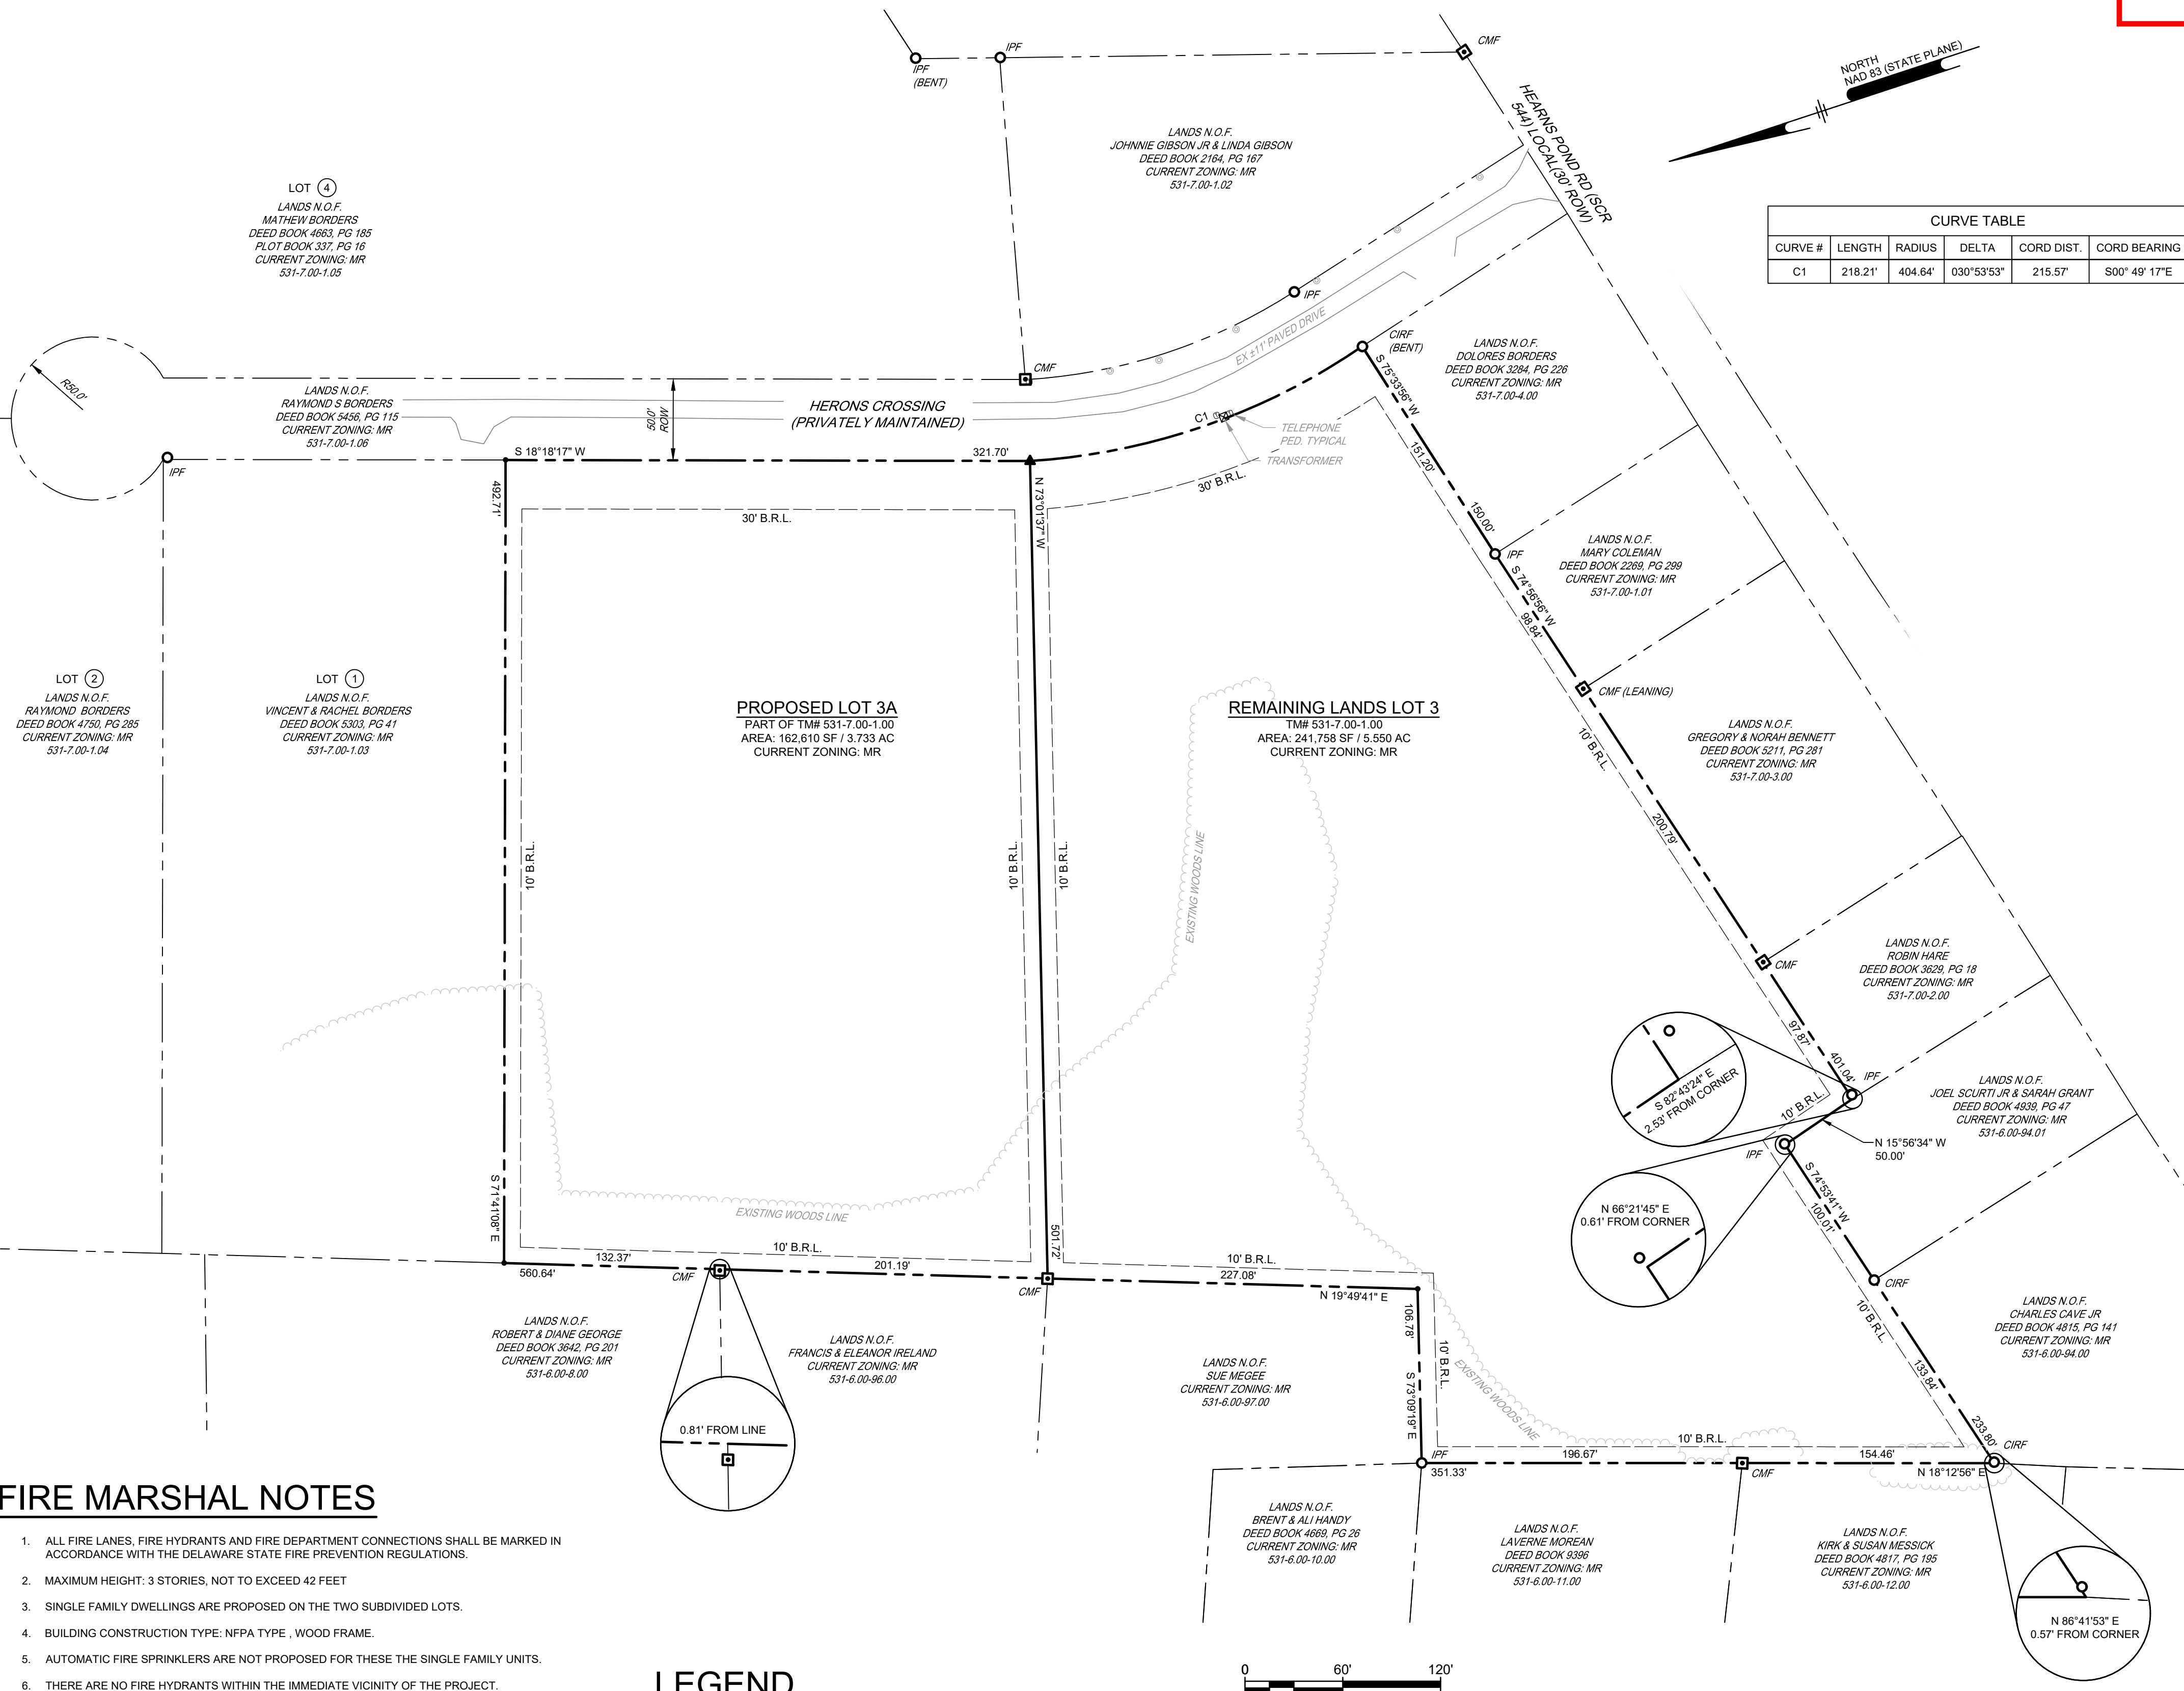 IPF
(BENT)
IPF
CMF
NORTH
NAD 83 (STATE PLANE)
HEARNS POND RD (SCR
544) LOCAL(30' ROW)
LANDS N.O.F.
JOHNNIE GIBSON JR & LINDA GIBSON
DEED BOOK 2164, PG 167
CURRENT ZONING: MR
531-7.00-1.02
LOT 4
LANDS N.O.F.
MATHEW BORDERS
DEED BOOK 4663, PG 185
PLOT BOOK 337, PG 16
CURRENT ZONING: MR
531-7.00-1.05
CURVE TABLE
CURVE # LENGTH RADIUS DELTA CORD DIST. CORD BEARING
C1 218.21' 404.64' 030°53'53" 215.57' S00° 49' 17"E
IPF
EX ±11' PAVED DRIVE
CIRF
(BENT)
CMF
R50.0'
LANDS N.O.F.
RAYMOND S BORDERS
DEED BOOK 5456, PG 115
CURRENT ZONING: MR
531-7.00-1.06
50.0'
ROW
HERONS CROSSING
(PRIVATELY MAINTAINED)
C1
TELEPHONE
PED. TYPICAL
TRANSFORMER
LANDS N.O.F.
DOLORES BORDERS
DEED BOOK 3284, PG 226
CURRENT ZONING: MR
531-7.00-4.00
S 75°33'56" W
151.20'
150.00'
IPF
S 18°18'17" W
321.70'
IPF
492.71'
N 73°01'37" W
30' B.R.L.
30' B.R.L.
LANDS N.O.F.
MARY COLEMAN
DEED BOOK 2269, PG 299
CURRENT ZONING: MR
531-7.00-1.01
S 74°56'56" W
98.84'
CMF (LEANING)
LOT 2
LANDS N.O.F.
RAYMOND BORDERS
DEED BOOK 4750, PG 285
CURRENT ZONING: MR
531-7.00-1.04
LOT 1
LANDS N.O.F.
VINCENT & RACHEL BORDERS
DEED BOOK 5303, PG 41
CURRENT ZONING: MR
531-7.00-1.03
PROPOSED LOT 3A
PART OF TM# 531-7.00-1.00
AREA: 162,610 SF / 3.733 AC
CURRENT ZONING: MR
REMAINING LANDS LOT 3
TM# 531-7.00-1.00
AREA: 241,758 SF / 5.550 AC
CURRENT ZONING: MR
10' B.R.L.
LANDS N.O.F.
GREGORY & NORAH BENNETT
DEED BOOK 5211, PG 281
CURRENT ZONING: MR
531-7.00-3.00
200.79'
10' B.R.L.
10' B.R.L.
10' B.R.L.
EXISTING WOODS LINE
CMF
LANDS N.O.F.
ROBIN HARE
DEED BOOK 3629, PG 18
CURRENT ZONING: MR
531-7.00-2.00
97.87'
401.04'
IPF
S 82°43'24" E
2.53' FROM CORNER
10' B.R.L.
LANDS N.O.F.
JOEL SCURTI JR & SARAH GRANT
DEED BOOK 4939, PG 47
CURRENT ZONING: MR
531-6.00-94.01
N 15°56'34" W
50.00'
IPF
S 74°53'41" W
100.01'
N 66°21'45" E
0.61' FROM CORNER
S 71°41'08" E
EXISTING WOODS LINE
10' B.R.L.
132.37'
560.64'
CMF
201.19'
501.72'
CMF
10' B.R.L.
227.08'
N 19°49'41" E
CIRF
10' B.R.L.
LANDS N.O.F.
CHARLES CAVE JR
DEED BOOK 4815, PG 141
CURRENT ZONING: MR
531-6.00-94.00
106.78'
S 73°09'19" E
10' B.R.L.
EXISTING WOODS LINE
133.84'
233.80'
CIRF
LANDS N.O.F.
ROBERT & DIANE GEORGE
DEED BOOK 3642, PG 201
CURRENT ZONING: MR
531-6.00-8.00
LANDS N.O.F.
FRANCIS & ELEANOR IRELAND
CURRENT ZONING: MR
531-6.00-96.00
LANDS N.O.F.
SUE MEGEE
CURRENT ZONING: MR
531-6.00-97.00
0.81' FROM LINE
10' B.R.L.
IPF
351.33'
196.67'
CMF
154.46'
N 18°12'56" E
LANDS N.O.F.
BRENT & ALI HANDY
DEED BOOK 4669, PG 26
CURRENT ZONING: MR
531-6.00-10.00
LANDS N.O.F.
LAVERNE MOREAN
DEED BOOK 9396
CURRENT ZONING: MR
531-6.00-11.00
LANDS N.O.F.
KIRK & SUSAN MESSICK
DEED BOOK 4817, PG 195
CURRENT ZONING: MR
531-6.00-12.00
N 86°41'53" E
0.57' FROM CORNER
FIRE MARSHAL NOTES
1. ALL FIRE LANES, FIRE HYDRANTS AND FIRE DEPARTMENT CONNECTIONS SHALL BE MARKED IN
ACCORDANCE WITH THE DELAWARE STATE FIRE PREVENTION REGULATIONS.
2. MAXIMUM HEIGHT: 3 STORIES, NOT TO EXCEED 42 FEET
3. SINGLE FAMILY DWELLINGS ARE PROPOSED ON THE TWO SUBDIVIDED LOTS.
4. BUILDING CONSTRUCTION TYPE: NFPA TYPE , WOOD FRAME.
5. AUTOMATIC FIRE SPRINKLERS ARE NOT PROPOSED FOR THESE THE SINGLE FAMILY UNITS.
6. THERE ARE NO FIRE HYDRANTS WITHIN THE IMMEDIATE VICINITY OF THE PROJECT.
LEGEND
0 60' 120'